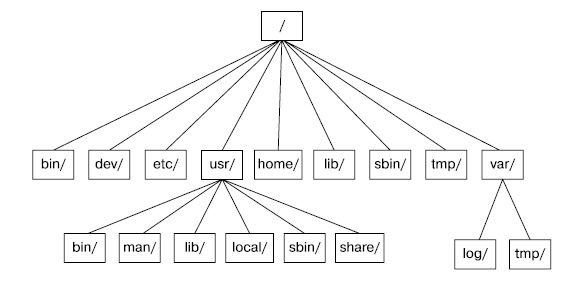 /
bin/ dev/ etc/ usr/ home/ lib/ sbin/ tmp/ var/
bin/ man/ lib/ local/ sbin/ share/
log/ tmp/